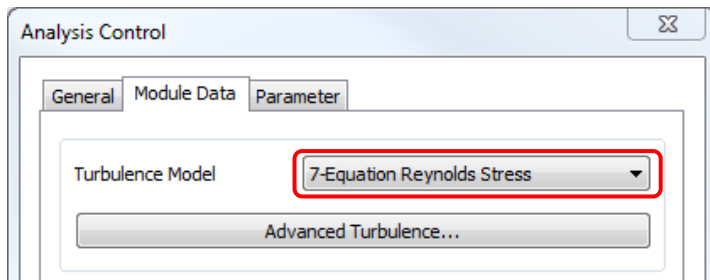 Analysis Control
General Module Data Parameter
Turbulence Model 7-Equation Reynolds Stress
Advanced Turbulence...